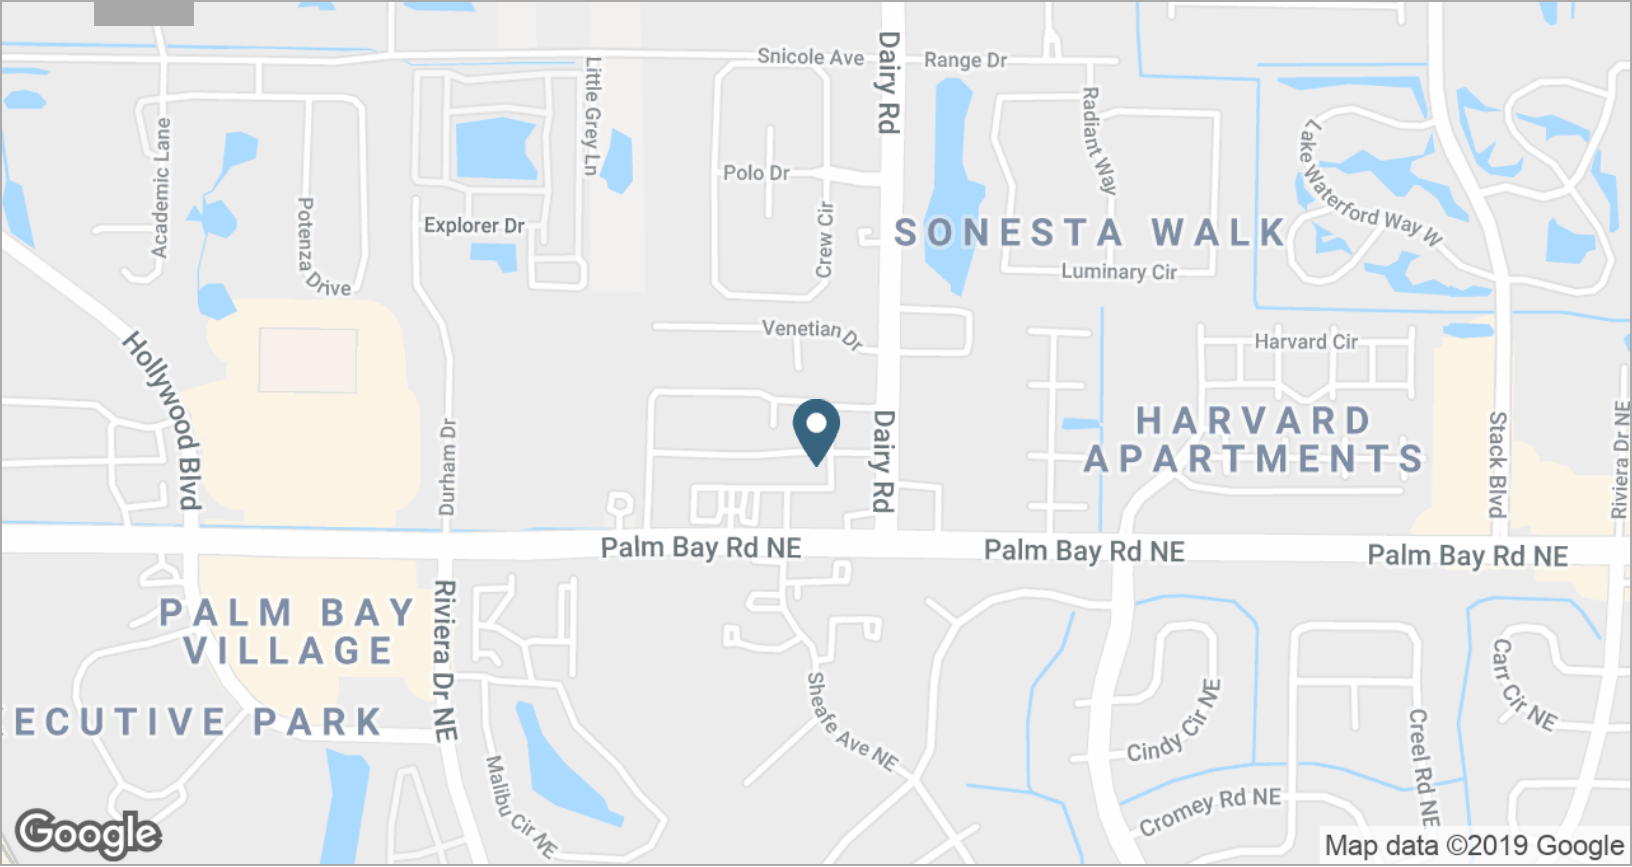 Snicole Ave
Range Dr
Dairy Rd
Little Grey Ln
Radiant Way
Academic Lane
Lake Waterford Way W
Polo Dr
Crew Cir
Potenza Drive
Explorer Dr
SONESTA WALK
Luminary Cir
Venetian Dr
Harvard Cir
Hollywood Blvd
Durham Dr
Dairy Rd
HARVARD
APARTMENTS
Stack Blvd
Riviera Dr NE
Palm Bay Rd NE
Palm Bay Rd NE
Palm Bay Rd NE
PALM BAY
VILLAGE
Riviera Dr NE
Sheafe Ave NE
Cindy Cir NE
Carr Cir NE
Creel Rd NE
XECUTIVE PARK
Malibu Cir NE
Cromey Rd NE
Google
Map data ©2019 Google